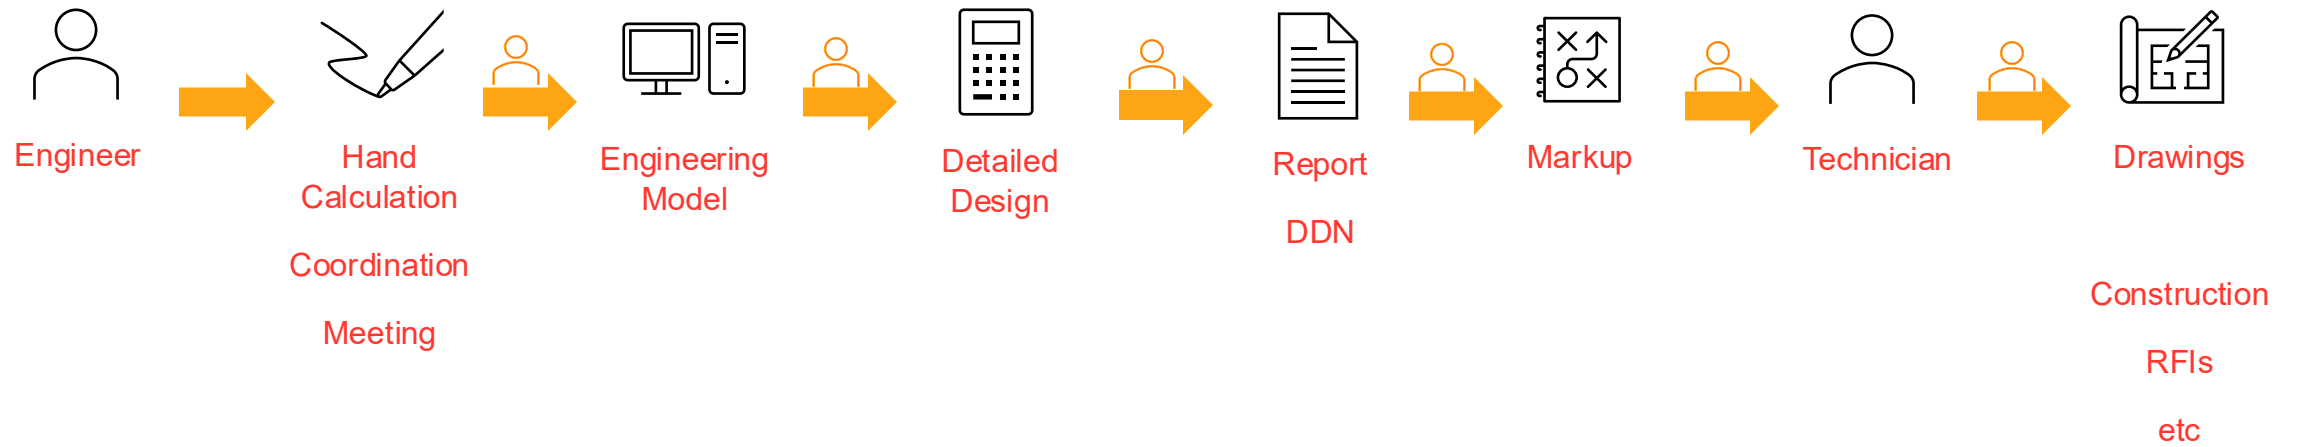 Engineer
Hand
Calculation
Coordination
Meeting
Engineering
Model
Detailed
Design
Report
DDN
Markup
Technician
Drawings
Construction
RFIs
etc